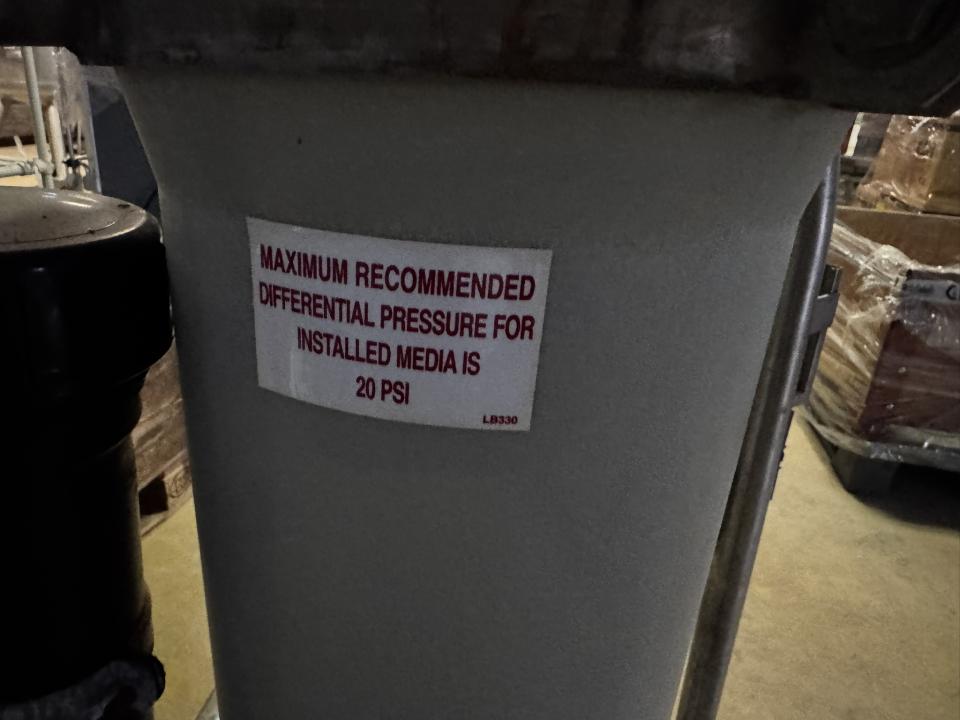 MAXIMUM RECOMMENDED
DIFFERENTIAL PRESSURE FOR
INSTALLED MEDIA IS
20 PSI
LB330